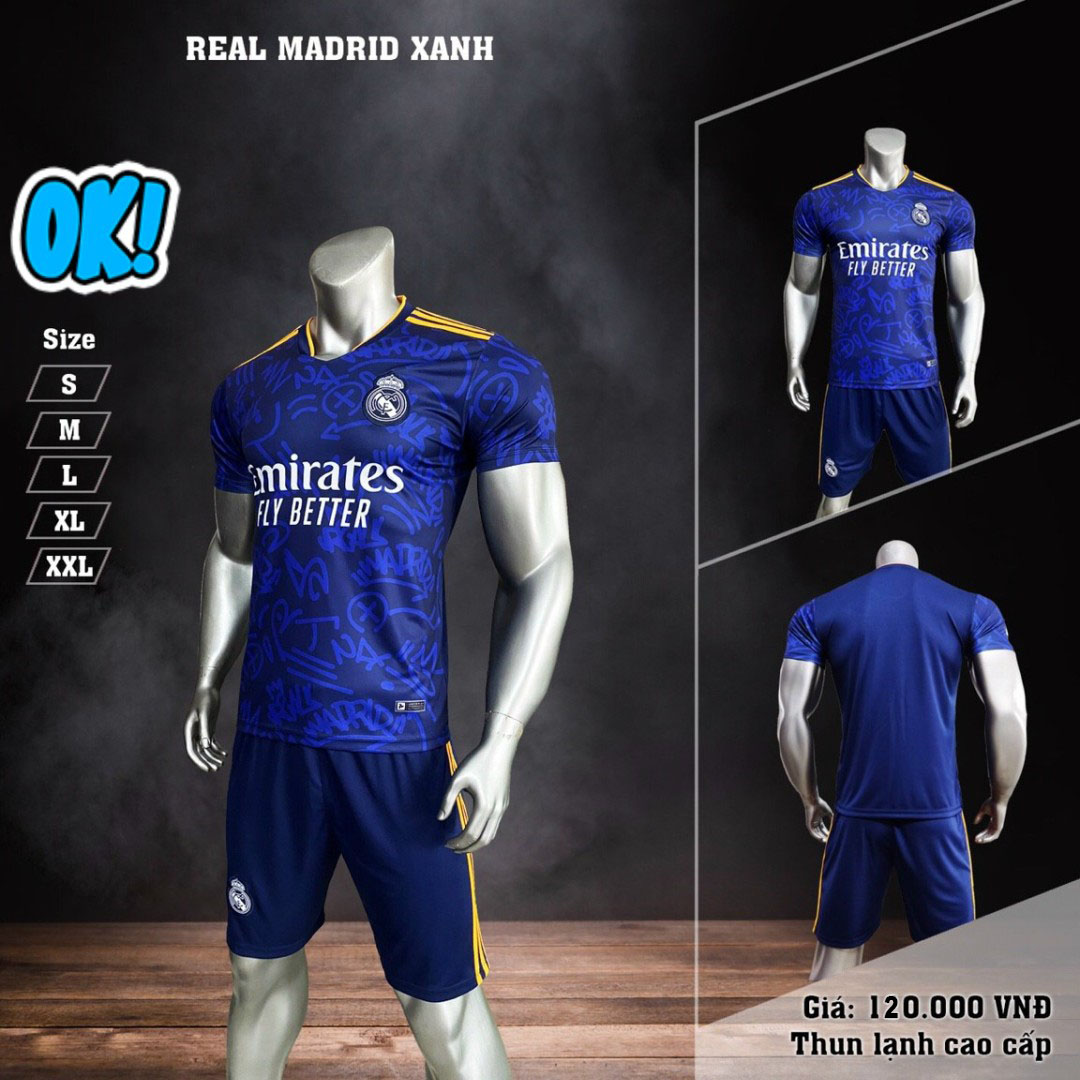 REAL MADRID XANH
OK!
Size
S
M
L
XL
XXL
Emirates
FLY BETTER
Emirates
FLY BETTER
Giá: 120.000 VNĐ
Thun lạnh cao cấp